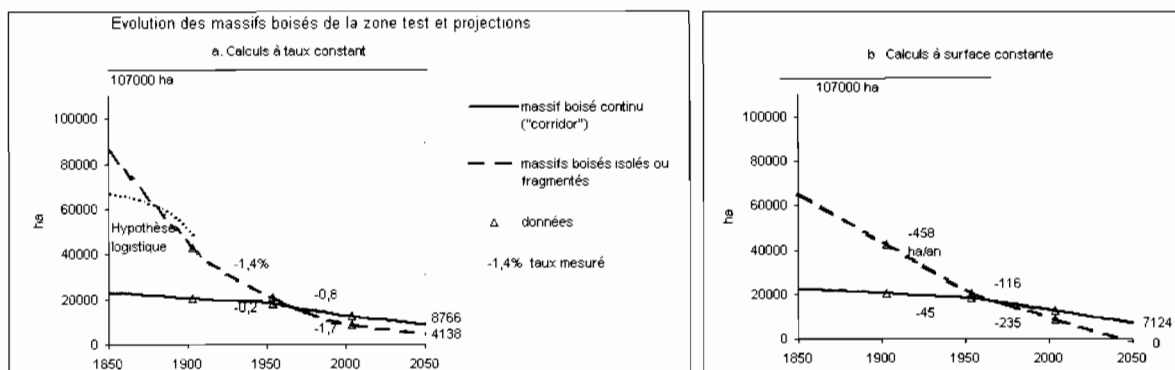 Evolution des massifs boisés de la zone test et projections
a. Calculs à taux constant
107000 ha
100000
80000
60000
40000
20000
0
ha
1850
1900
1950
2000
2050
Hypothèse
logistique
-1,4%
-0,2
-0,8
-1,7
8766
4138
massif boisé continu
("corridor")
massifs boisés isolés ou
fragmentés
données
-1,4% taux mesuré
b Calculs à surface constante
107000 ha
100000
80000
60000
40000
20000
0
ha
1850
1900
1950
2000
2050
-458
ha/an
-116
-45
-235
7124
0